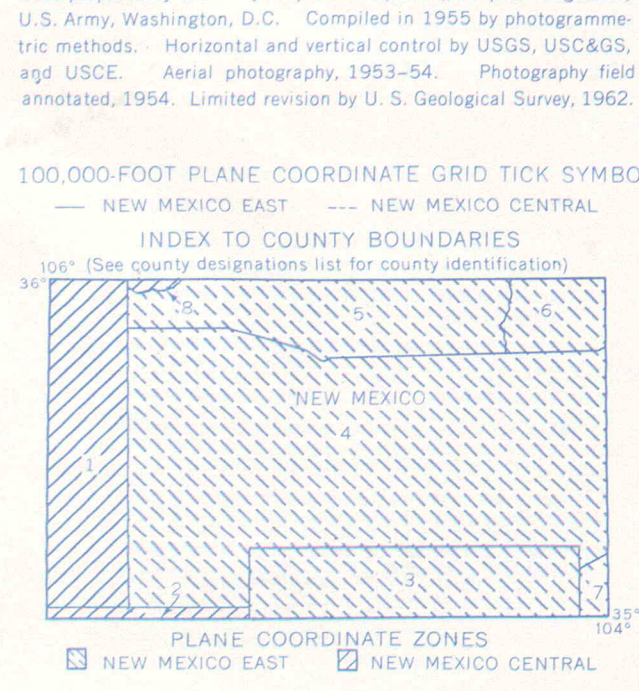 U.S. Army, Washington, D.C. Compiled in 1955 by photogramme-
tric methods. Horizontal and vertical control by USGS, USC&GS,
and USCE. Aerial photography, 1953-54. Photography field
annotated, 1954. Limited revision by U. S. Geological Survey, 1962.
100,000-FOOT PLANE COORDINATE GRID TICK SYMBO
NEW MEXICO EAST --- NEW MEXICO CENTRAL
INDEX TO COUNTY BOUNDARIES
106° (See county designations list for county identification)
36°
8 5 6
NEW MEXICO
4
1
2 3 7
35°
104°
PLANE COORDINATE ZONES
NEW MEXICO EAST NEW MEXICO CENTRAL